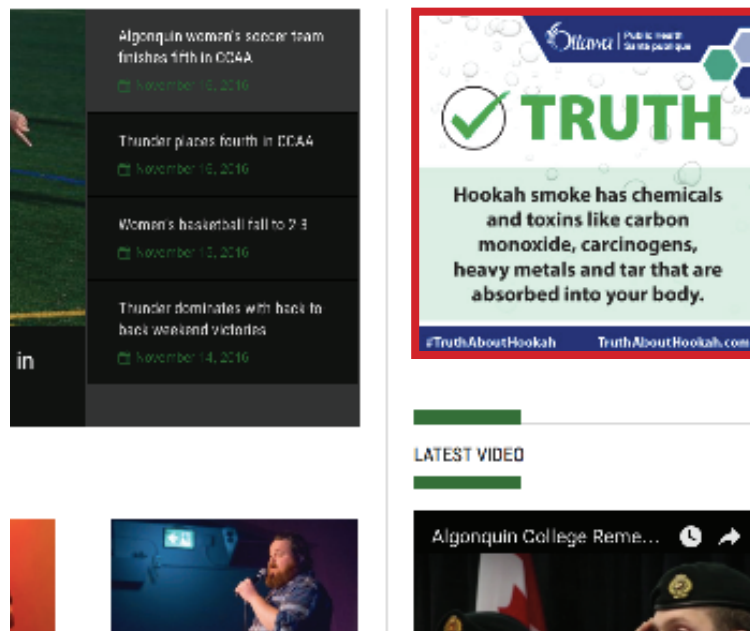 Algonquin women's soccer team
finishes fifth in CCAA
November 16, 2016
Thunder places fourth in CCAA
November 16, 2016
Women's basketball fall to 2-3
November 15, 2016
Thunder dominates with back to
back weekend victories
November 14, 2016
in
Ottawa Public Health
Santé publique
TRUTH
Hookah smoke has chemicals
and toxins like carbon
monoxide, carcinogens,
heavy metals and tar that are
absorbed into your body.
#TruthAboutHookah TruthAboutHookah.com
LATEST VIDEO
Algonquin College Reme...